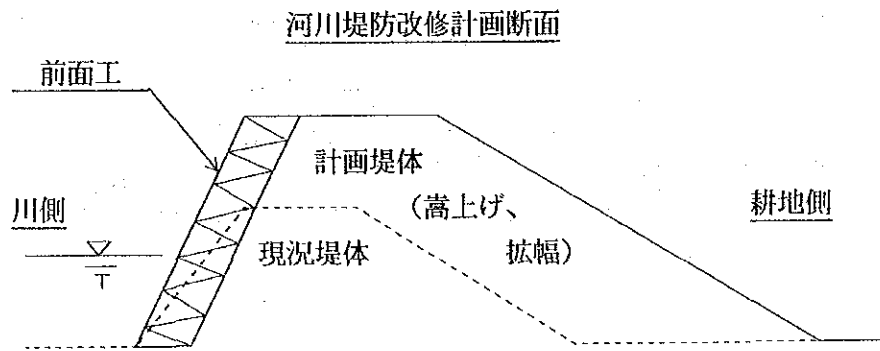 河川堤防改修計画断面
前面工
計画堤体
(嵩上げ、
拡幅)
川側
耕地側
現況堤体